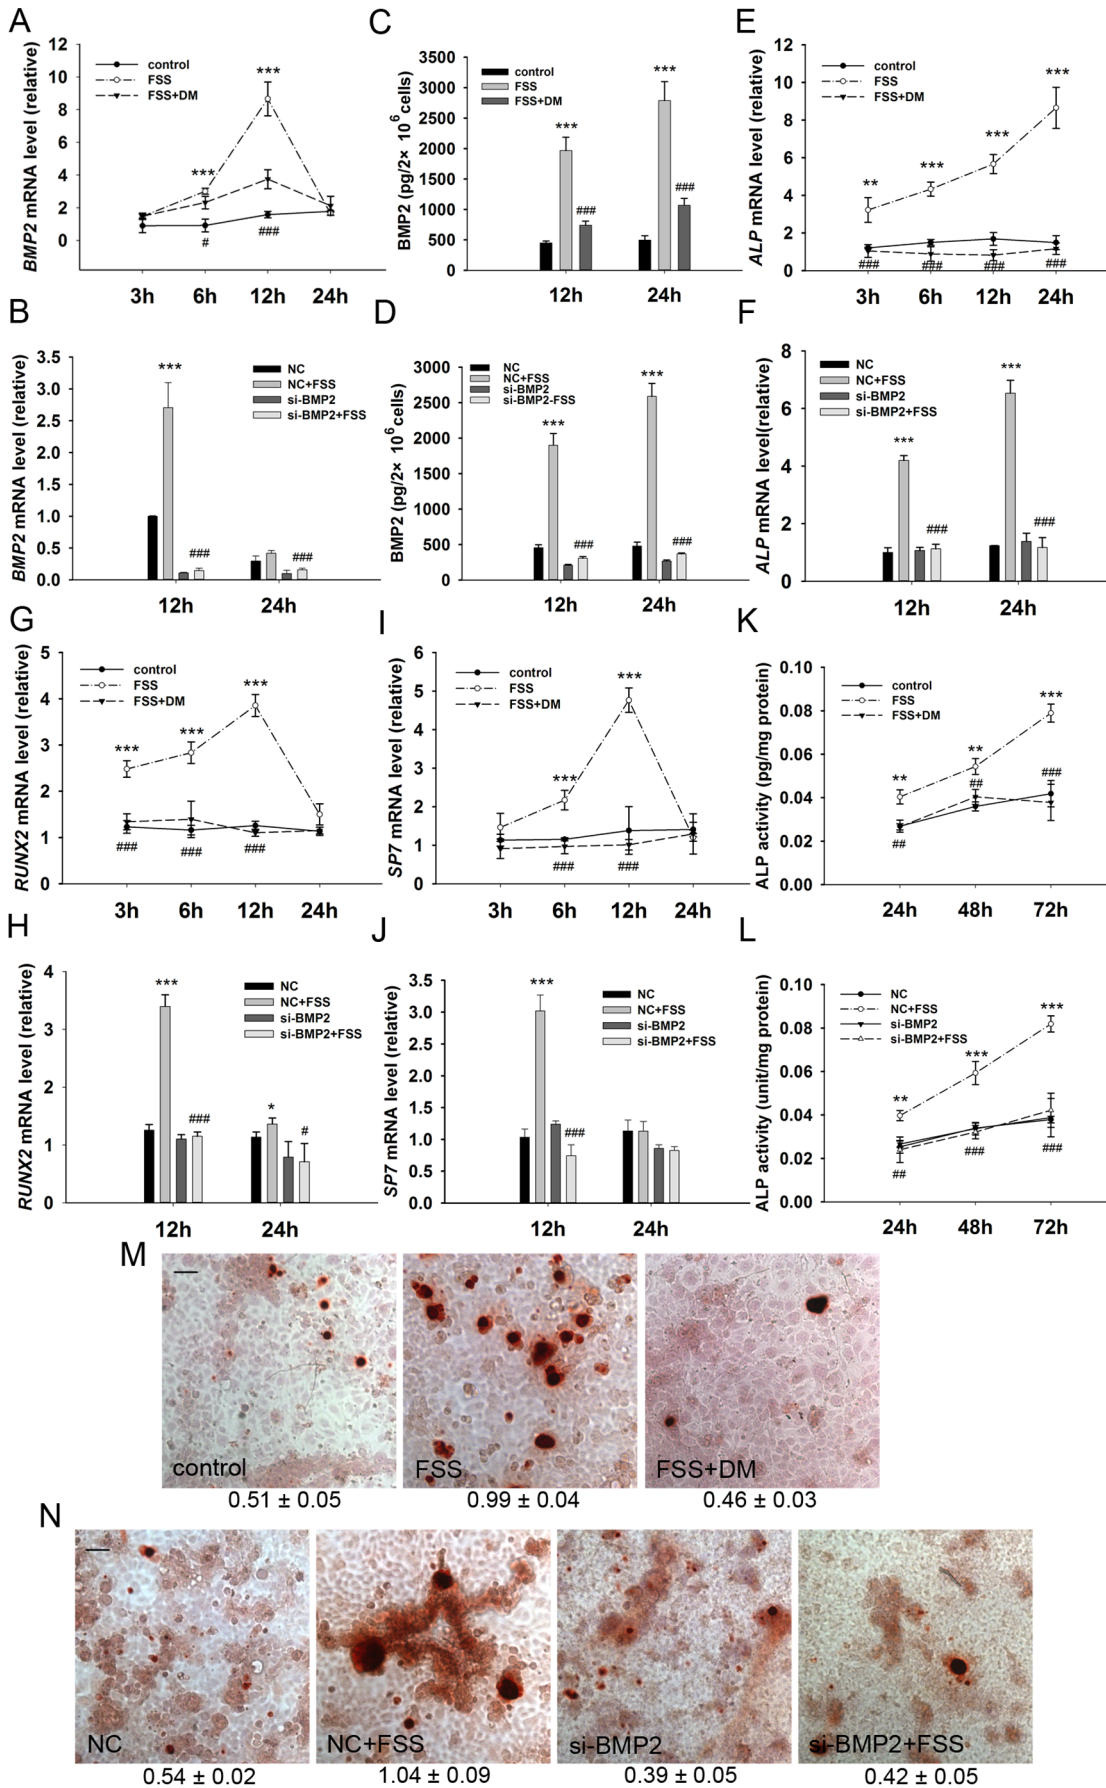 A
BMP2 mRNA level (relative)
12
10
8
6
4
2
0
control
FSS
FSS+DM
***
***
#
###
3h 6h 12h 24h
C
BMP2 (pg/2× 10^6 cells)
3500
3000
2500
2000
1500
1000
500
0
control
FSS
FSS+DM
***
###
***
###
12h 24h
E
ALP mRNA level (relative)
12
10
8
6
4
2
0
control
FSS
FSS+DM
**
***
***
***
### ### ### ###
3h 6h 12h 24h
B
BMP2 mRNA level (relative)
3.5
3.0
2.5
2.0
1.5
1.0
0.5
0.0
NC
NC+FSS
si-BMP2
si-BMP2+FSS
***
### ###
12h 24h
D
BMP2 (pg/2× 10^6 cells)
3000
2500
2000
1500
1000
500
0
NC
NC+FSS
si-BMP2
si-BMP2-FSS
***
###
***
###
12h 24h
F
ALP mRNA level(relative)
8
6
4
2
0
NC
NC+FSS
si-BMP2
si-BMP2+FSS
***
###
***
###
12h 24h
G
RUNX2 mRNA level (relative)
5
4
3
2
1
0
control
FSS
FSS+DM
***
***
***
### ### ###
3h 6h 12h 24h
I
SP7 mRNA level (relative)
6
5
4
3
2
1
0
control
FSS
FSS+DM
***
***
### ###
3h 6h 12h 24h
K
ALP activity (pg/mg protein)
0.10
0.08
0.06
0.04
0.02
0.00
control
FSS
FSS+DM
**
**
***
##
##
###
24h 48h 72h
H
RUNX2 mRNA level (relative)
4
3
2
1
0
NC
NC+FSS
si-BMP2
si-BMP2+FSS
***
###
*
#
12h 24h
J
SP7 mRNA level (relative)
3.5
3.0
2.5
2.0
1.5
1.0
0.5
0.0
NC
NC+FSS
si-BMP2
si-BMP2+FSS
***
###
12h 24h
L
ALP activity (unit/mg protein)
0.10
0.08
0.06
0.04
0.02
0.00
NC
NC+FSS
si-BMP2
si-BMP2+FSS
**
***
***
##
###
###
24h 48h 72h
M
control FSS FSS+DM
0.51 ± 0.05 0.99 ± 0.04 0.46 ± 0.03
N
NC NC+FSS si-BMP2 si-BMP2+FSS
0.54 ± 0.02 1.04 ± 0.09 0.39 ± 0.05 0.42 ± 0.05